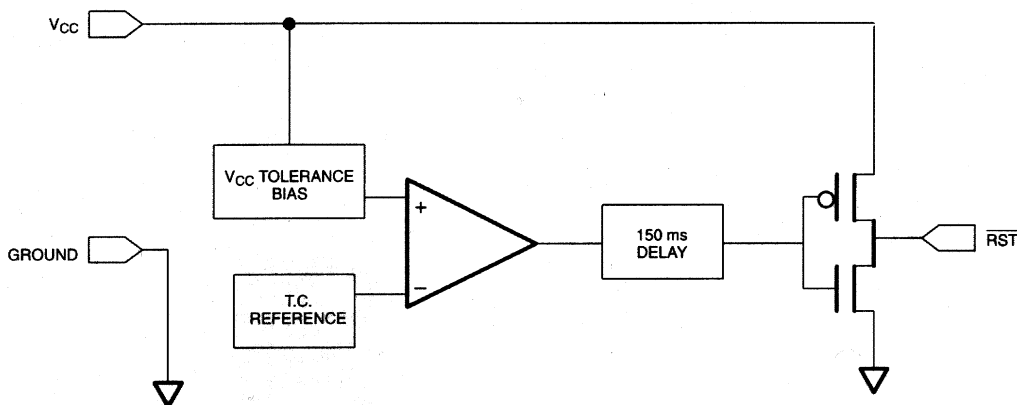 VCC
VCC TOLERANCE
BIAS
+
150 ms
DELAY
RST
GROUND
−
T.C.
REFERENCE